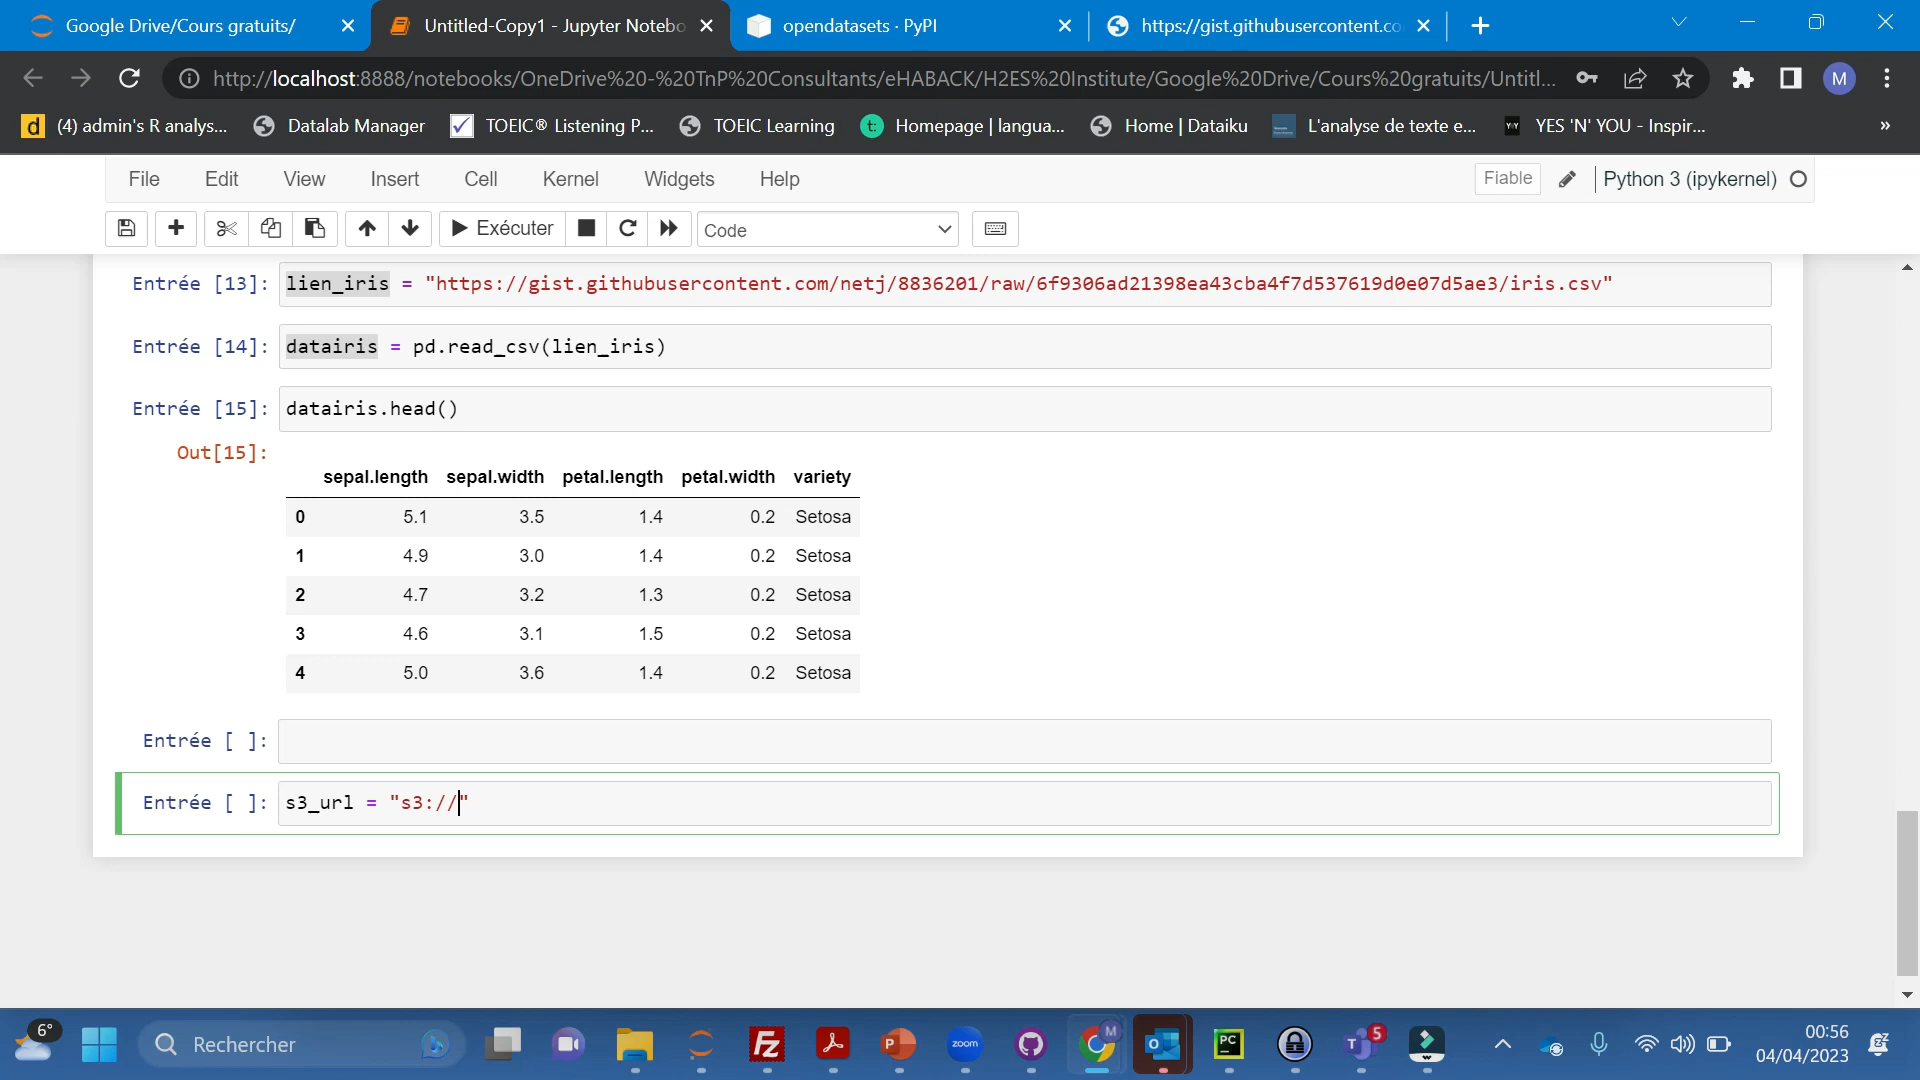 Google Drive/Cours gratuits/
Untitled-Copy1 - Jupyter Notebo
opendatasets · PyPI
https://gist.githubusercontent.co
http://localhost:8888/notebooks/OneDrive%20-%20TnP%20Consultants/eHABACK/H2ES%20Institute/Google%20Drive/Cours%20gratuits/Untitl...
M
(4) admin's R analys...
Datalab Manager
TOEIC® Listening P...
TOEIC Learning
Homepage | langua...
Home | Dataiku
L'analyse de texte e...
YES 'N' YOU - Inspir...
»
File Edit View Insert Cell Kernel Widgets Help
Fiable
Python 3 (ipykernel)
Exécuter
Code
Entrée [13]: lien_iris = "https://gist.githubusercontent.com/netj/8836201/raw/6f9306ad21398ea43cba4f7d537619d0e07d5ae3/iris.csv"
Entrée [14]: datairis = pd.read_csv(lien_iris)
Entrée [15]: datairis.head()
Out[15]:
sepal.length sepal.width petal.length petal.width variety
0 5.1 3.5 1.4 0.2 Setosa
1 4.9 3.0 1.4 0.2 Setosa
2 4.7 3.2 1.3 0.2 Setosa
3 4.6 3.1 1.5 0.2 Setosa
4 5.0 3.6 1.4 0.2 Setosa
Entrée [ ]:
Entrée [ ]: s3_url = "s3://"
6°
Rechercher
zoom
M
PC
5
00:56
04/04/2023